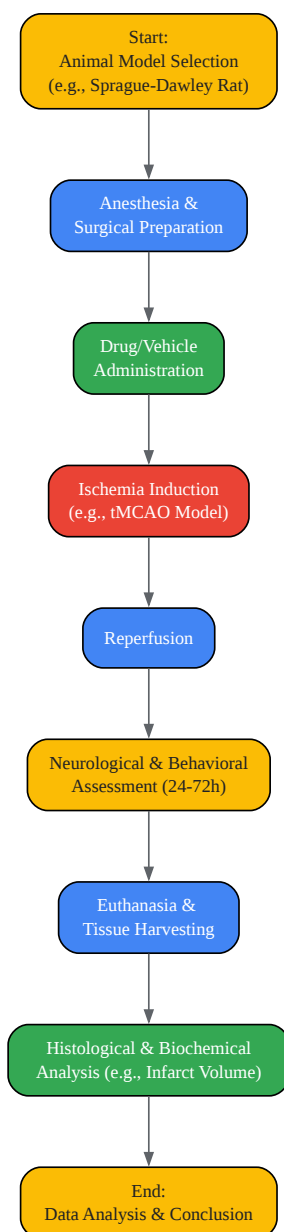 Start:
Animal Model Selection
(e.g., Sprague-Dawley Rat)
Anesthesia &
Surgical Preparation
Drug/Vehicle
Administration
Ischemia Induction
(e.g., tMCAO Model)
Reperfusion
Neurological & Behavioral
Assessment (24-72h)
Euthanasia &
Tissue Harvesting
Histological & Biochemical
Analysis (e.g., Infarct Volume)
End:
Data Analysis & Conclusion